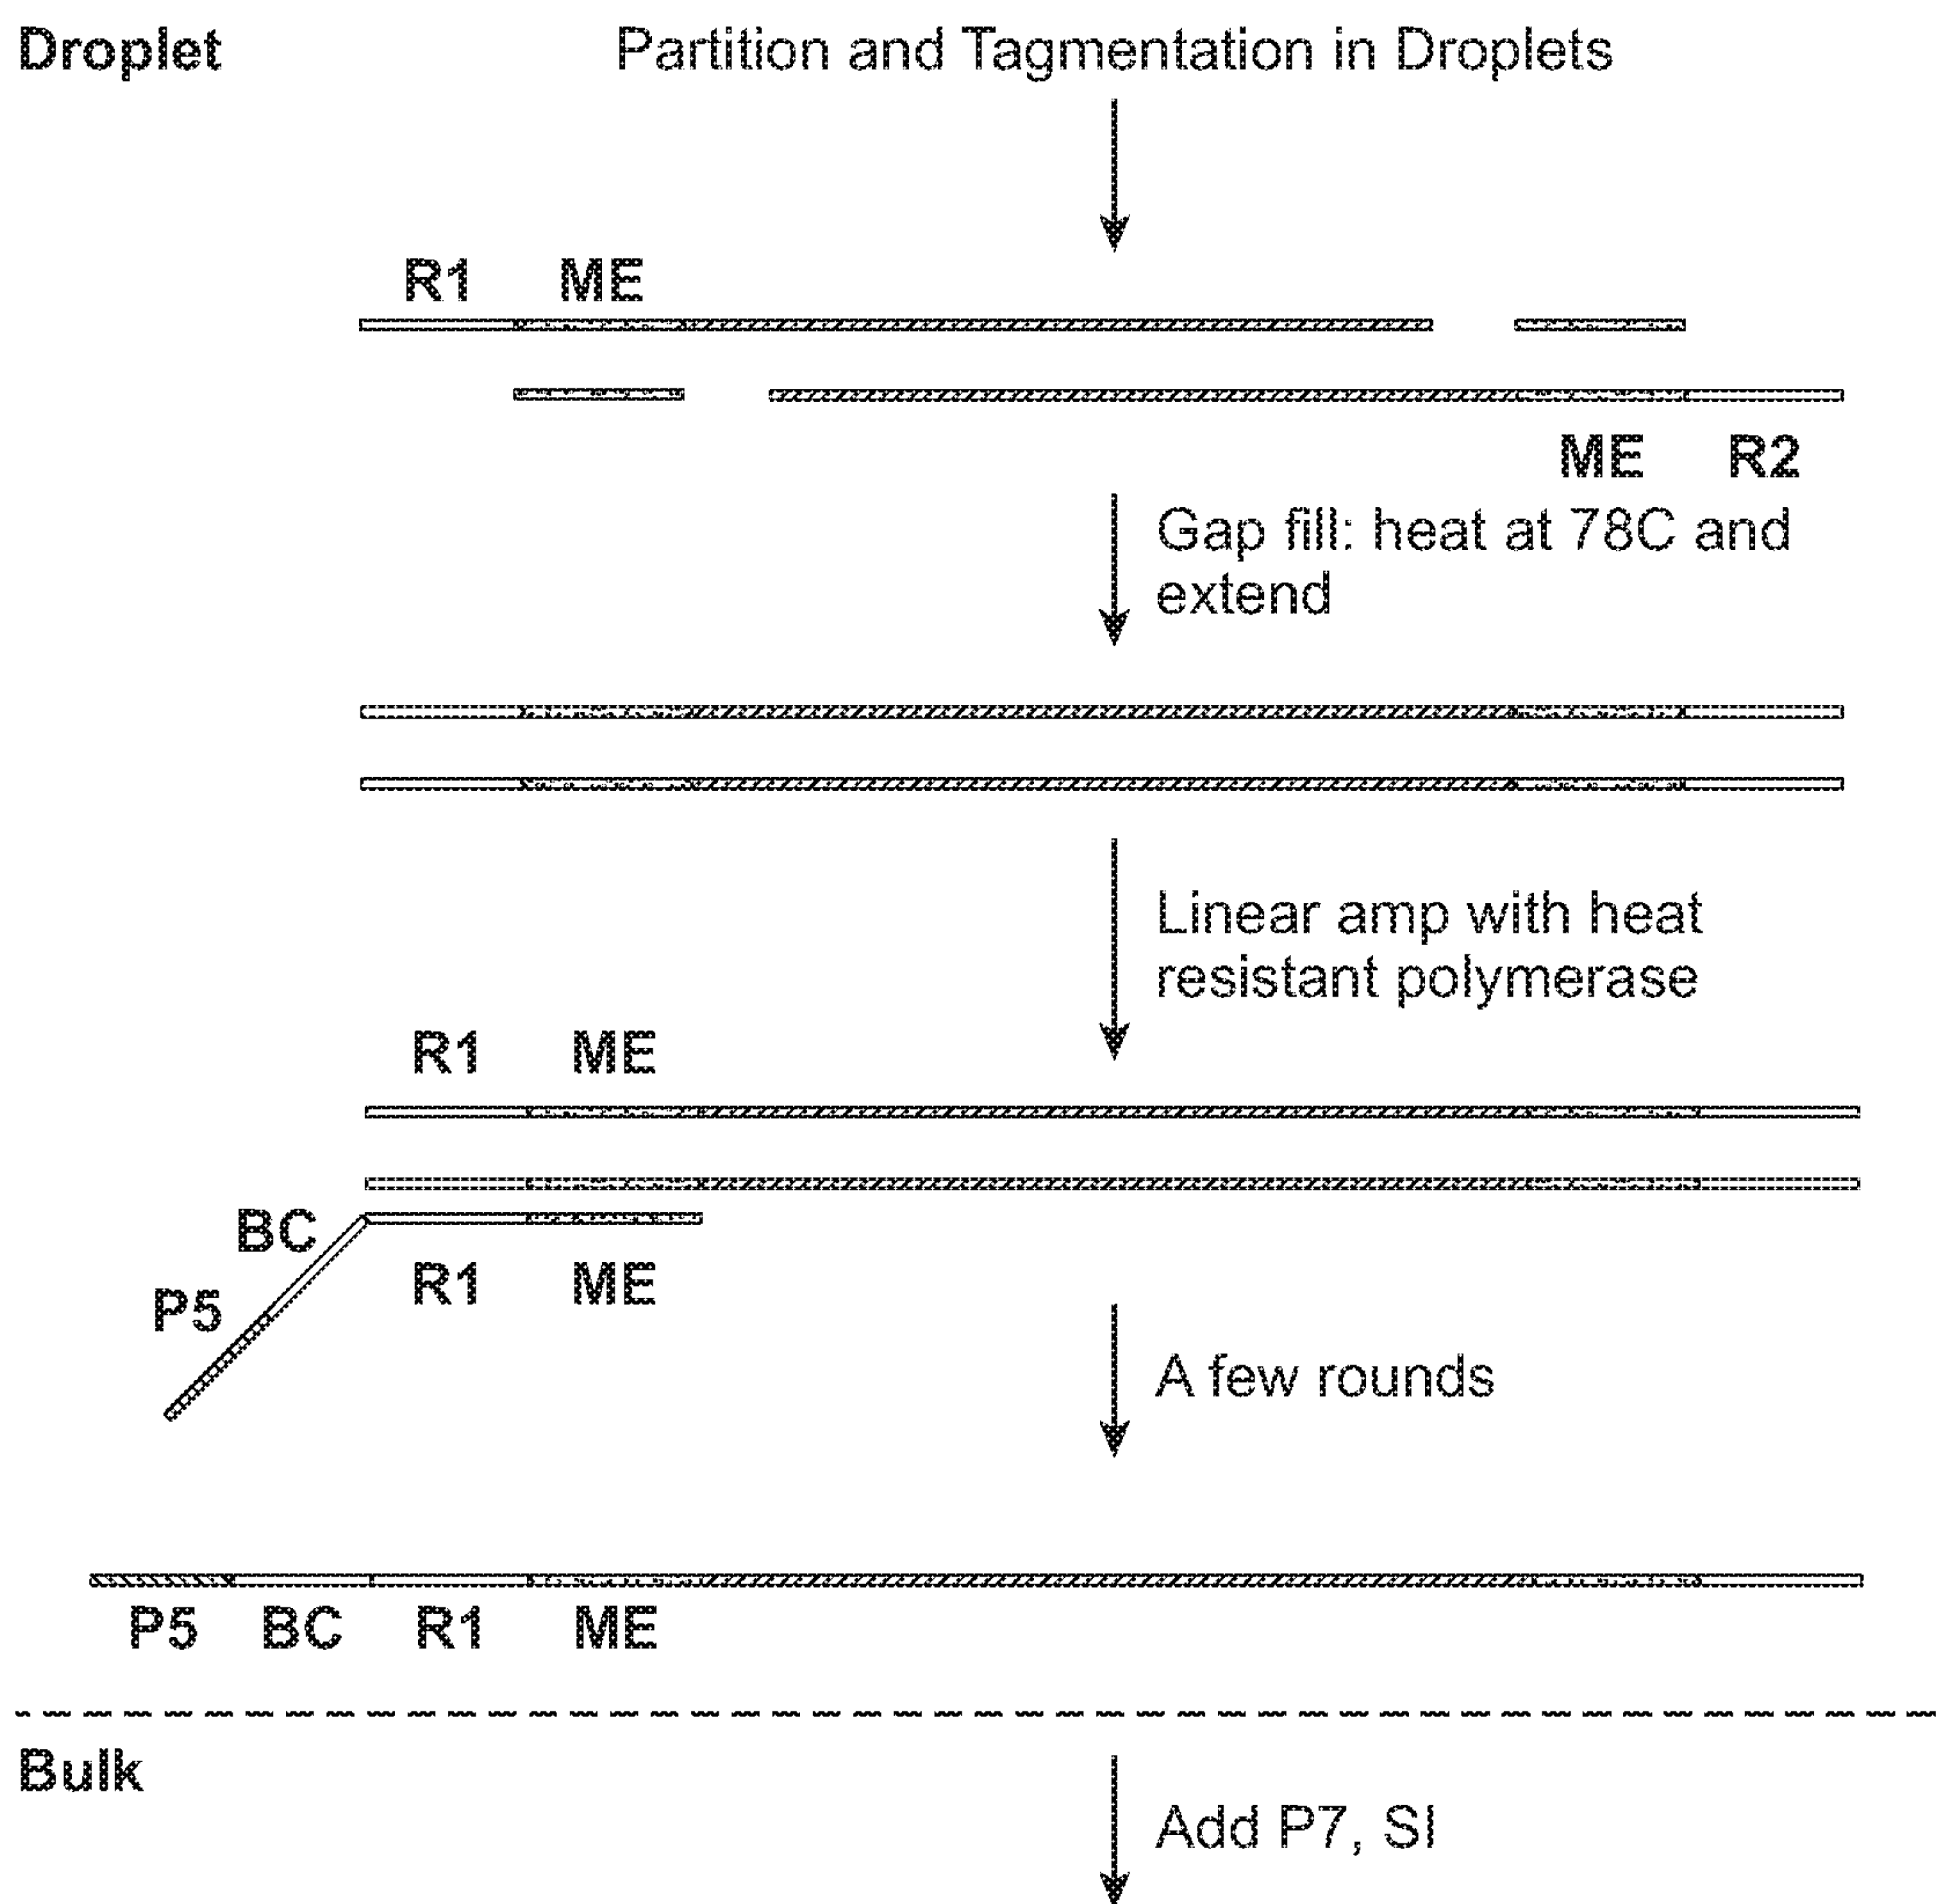 Droplet
Partition and Tagmentation in Droplets
R1 ME
ME R2
Gap fill: heat at 78C and
extend
Linear amp with heat
resistant polymerase
R1 ME
BC
R1 ME
P5
A few rounds
P5 BC R1 ME
Bulk
Add P7, SI